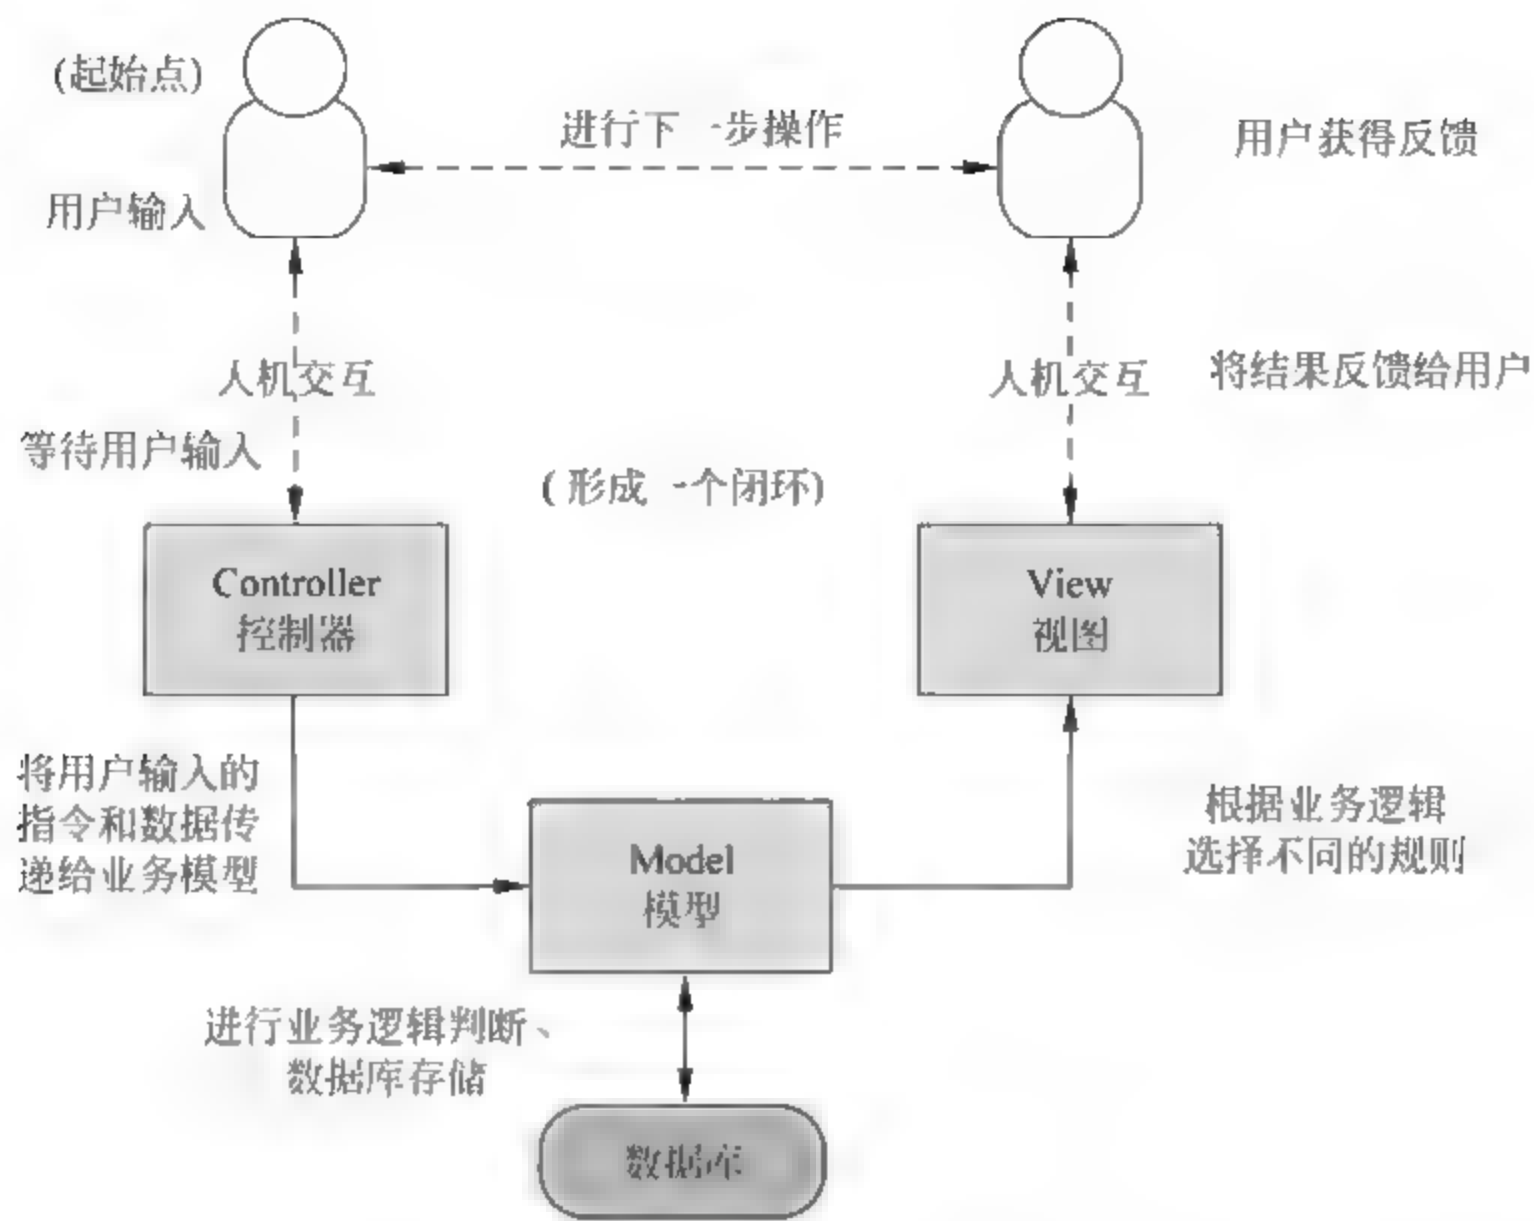 (起始点)
进行下一步操作
用户获得反馈
用户输入
人机交互
人机交互
将结果反馈给用户
等待用户输入
(形成一个闭环)
Controller
控制器
View
视图
将用户输入的
指令和数据传
递给业务模型
Model
模型
根据业务逻辑
选择不同的规则
进行业务逻辑判断、
数据库存储
数据库